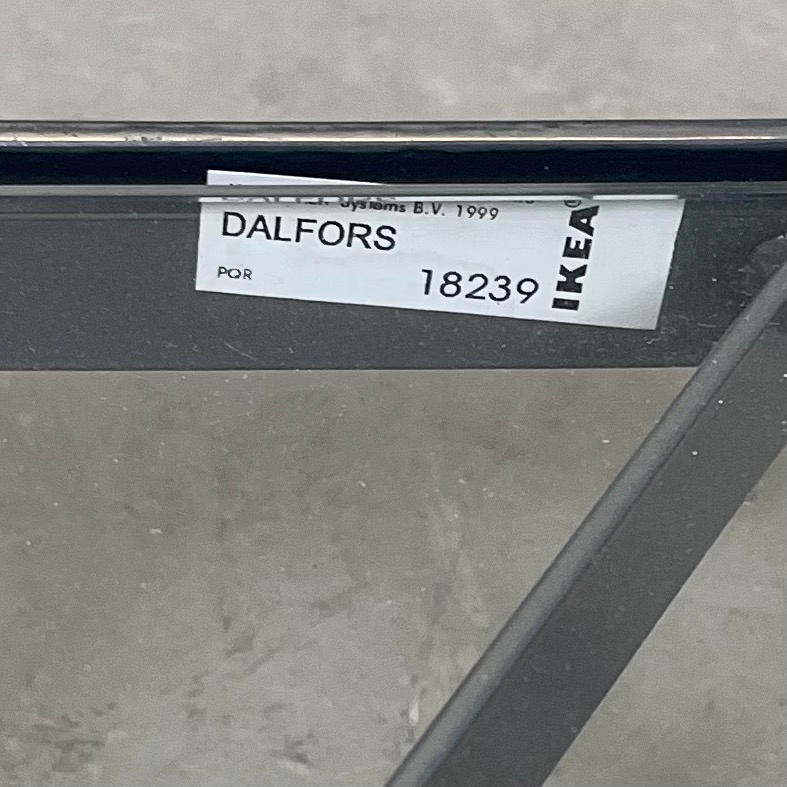 Systems B.V. 1999
DALFORS
PQR
18239
IKEA®